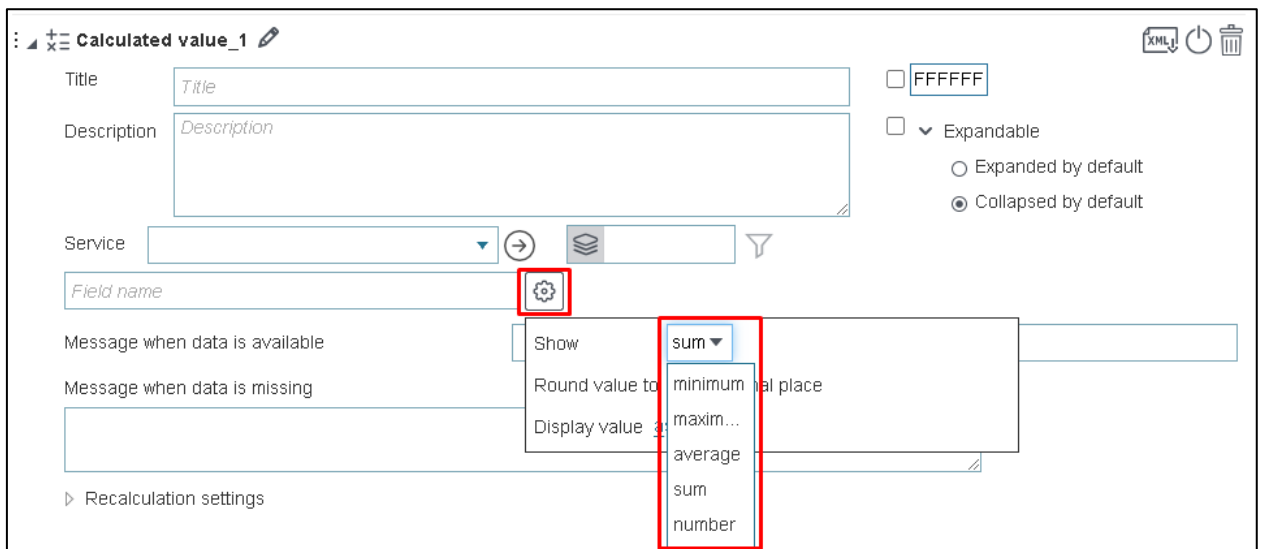 Calculated value_1
XML
Title
Title
FFFFFF
Description
Description
Expandable
Expanded by default
Collapsed by default
Service
Field name
Message when data is available
Show
sum
Message when data is missing
Round value to
minimum
place
Display value
maxim...
average
sum
Recalculation settings
number